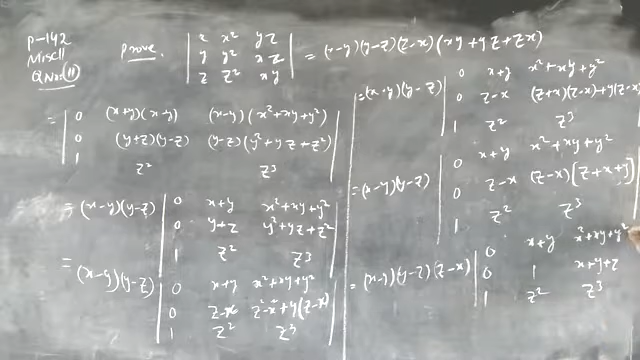 P-142
Misc11
Q No: (11)
Prove. | x x² yz | = (x-y)(y-z)(z-x)(xy+yz+zx)
| y y² xz |
| z z² xy |
= | 0 (x+y)(x-y) (x-y)(x²+xy+y²) |
| 0 (y+z)(y-z) (y-z)(y²+yz+z²) |
| 1 z² z³ |
= (x-y)(y-z) | 0 x+y x²+xy+y² |
| 0 y+z y²+yz+z² |
| 1 z² z³ |
= (x-y)(y-z) | 0 x+y x²+xy+y² |
| 0 z-x z²-x²+y(z-x) |
| 1 z² z³ |
= (x-y)(y-z) | 0 x+y x²+xy+y²
| 0 z-x (z+x)(z-x)+y(z-x)
| 1 z² z³
= (x-y)(y-z) | 0 x+y x²+xy+y²
| 0 z-x (z-x)[z+x+y]
| 1 z² z³
= (x-y)(y-z)(z-x) | 0 x+y x²+xy+y²
| 0 1 x+y+z
| 1 z² z³